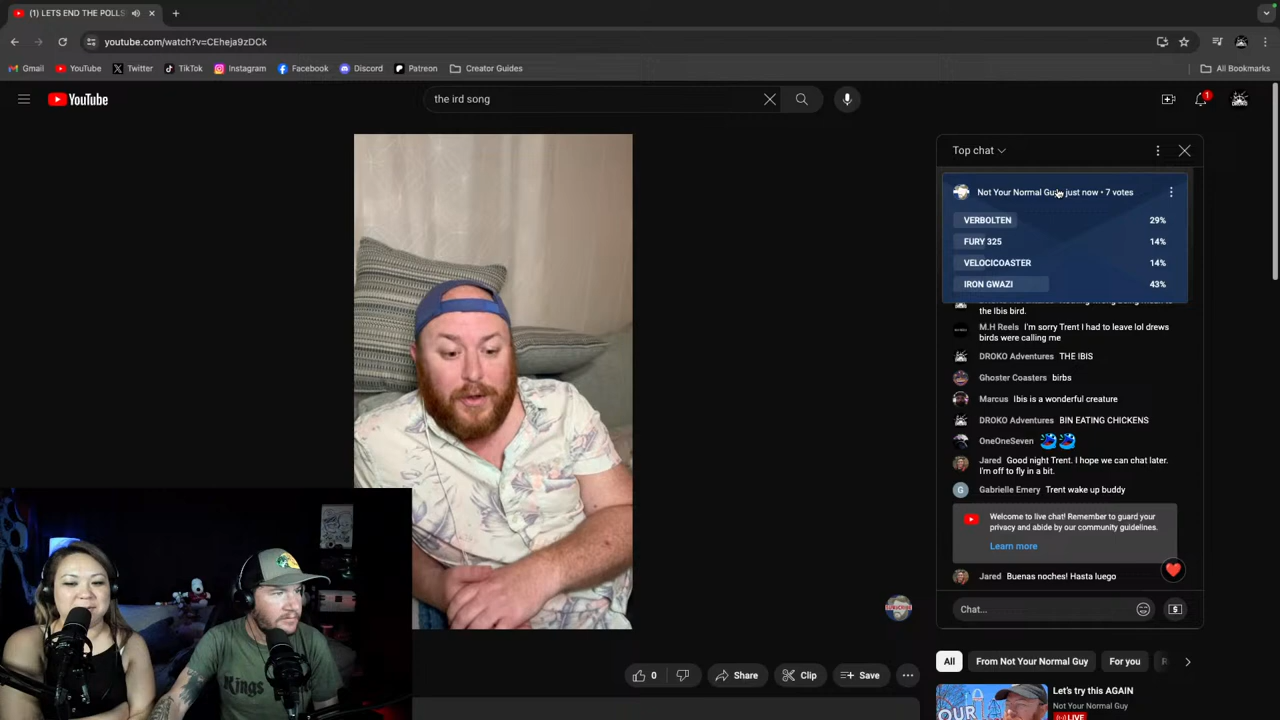 (1) LETS END THE POLLS
youtube.com/watch?v=CEheja9zDCk
Gmail
YouTube
Twitter
TikTok
Instagram
Facebook
Discord
Patreon
Creator Guides
All Bookmarks
YouTube
the ird song
1
Top chat
Not Your Normal Guy just now • 7 votes
VERBOLTEN 29%
FURY 325 14%
VELOCICOASTER 14%
IRON GWAZI 43%
the Ibis bird.
M.H Reels I'm sorry Trent I had to leave lol drews
birds were calling me
DROKO Adventures THE IBIS
Ghoster Coasters birbs
Marcus Ibis is a wonderful creature
DROKO Adventures BIN EATING CHICKENS
OneOneSeven
Jared Good night Trent. I hope we can chat later.
I'm off to fly in a bit.
G Gabrielle Emery Trent wake up buddy
Welcome to live chat! Remember to guard your
privacy and abide by our community guidelines.
Learn more
Jared Buenas noches! Hasta luego
Chat...
SUBSCRIBE
0
Share
Clip
Save
All
From Not Your Normal Guy
For you
Let's try this AGAIN
Not Your Normal Guy
LIVE
OUR
Kings